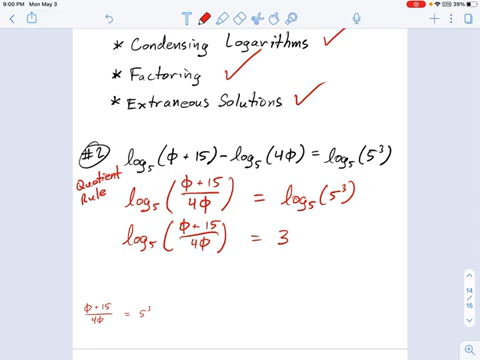 9:00 PM Mon May 3
39%
* Condensing Logarithms ✓
* Factoring ✓
* Extraneous Solutions ✓
#2 log₅(ϕ + 15) - log₅(4ϕ) = log₅(5³)
Quotient Rule
log₅((ϕ + 15)/(4ϕ)) = log₅(5³)
log₅((ϕ + 15)/(4ϕ)) = 3
(ϕ + 15)/(4ϕ) = 5³
14
15